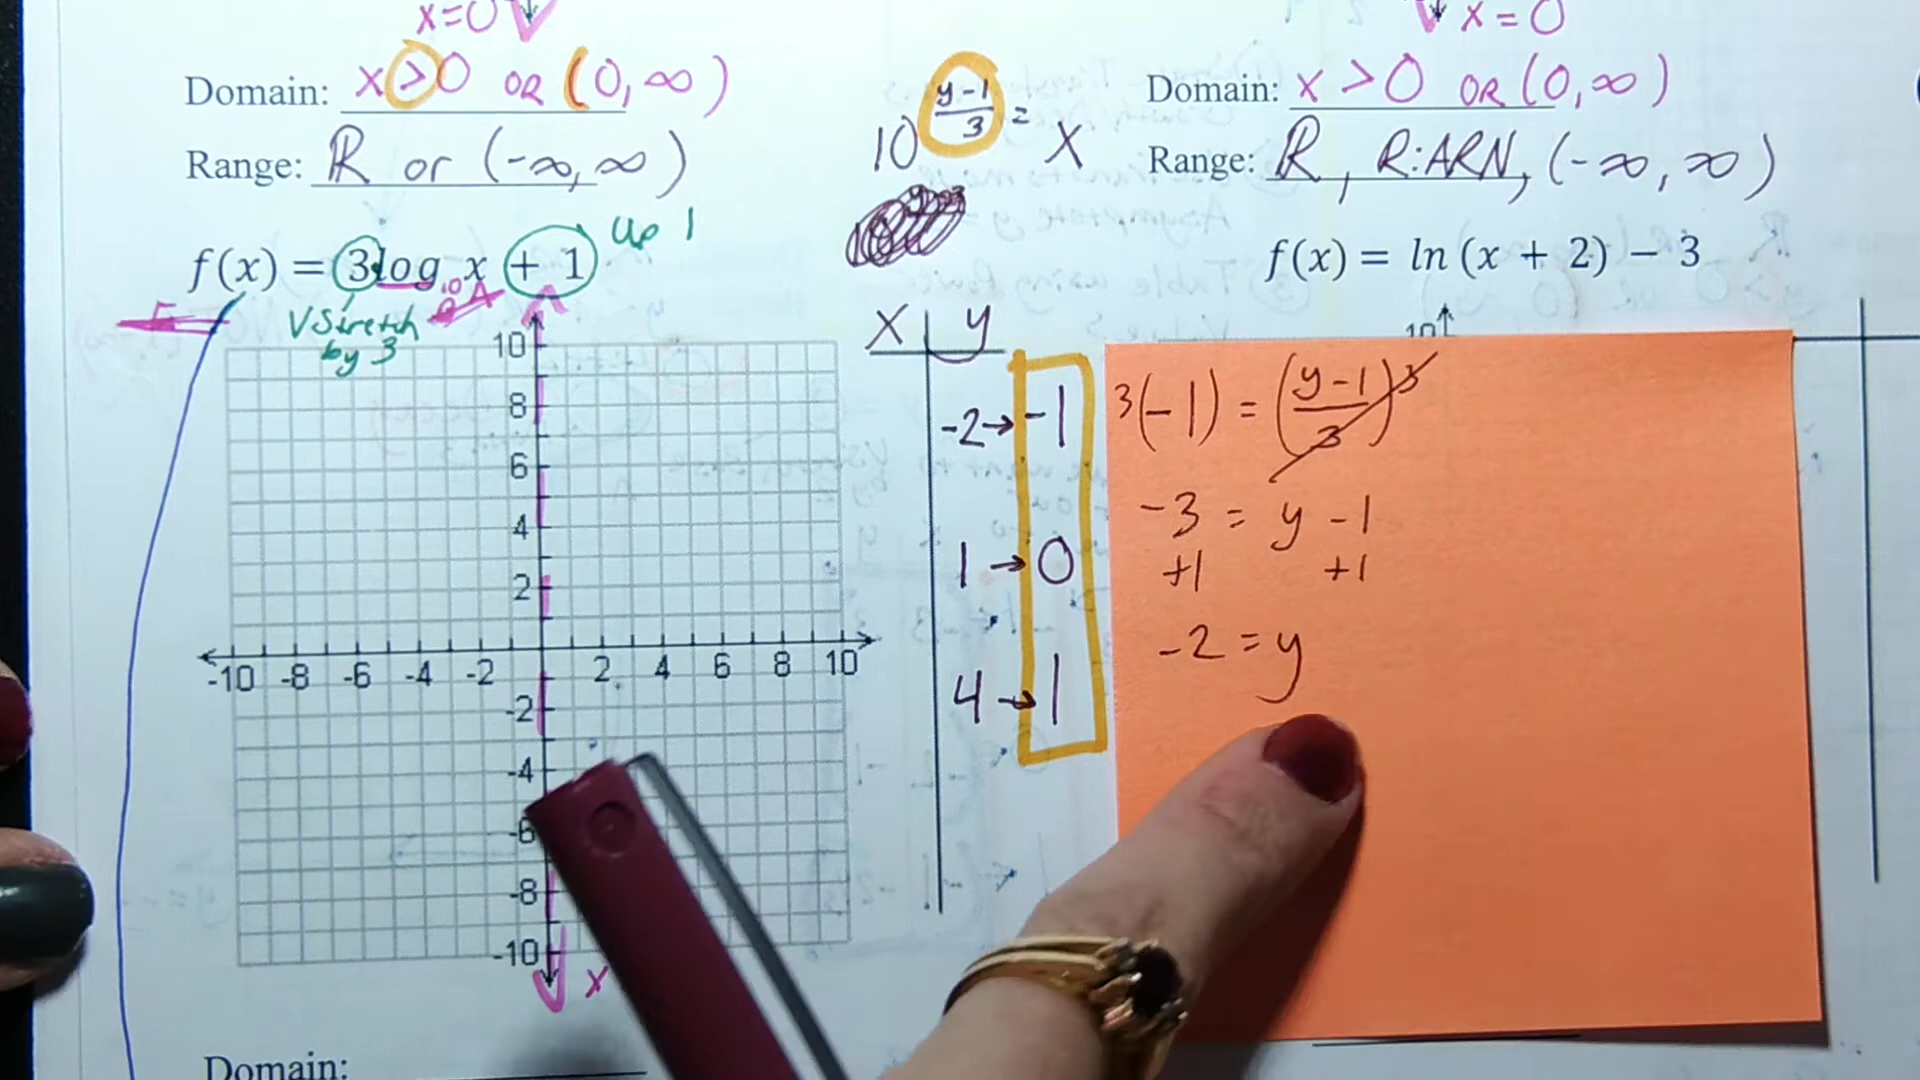 x=0
Domain: x > 0 OR (0, ∞)
Range: ℝ or (-∞, ∞)
f(x) = 3log₁₀ x + 1
Up 1
V Stretch
by 3
10
8
6
4
2
-10 -8 -6 -4 -2 2 4 6 8 10
-2
-4
-6
-8
-10
x
Domain:
10^((y-1)/3) = x
x y
-2 → -1
1 → 0
4 → 1
x = 0
Domain: x > 0 OR (0, ∞)
Range: ℝ, R:ARN, (-∞, ∞)
f(x) = ln (x + 2) − 3
10
3(-1) = ((y-1)/3)3
-3 = y - 1
+1 +1
-2 = y